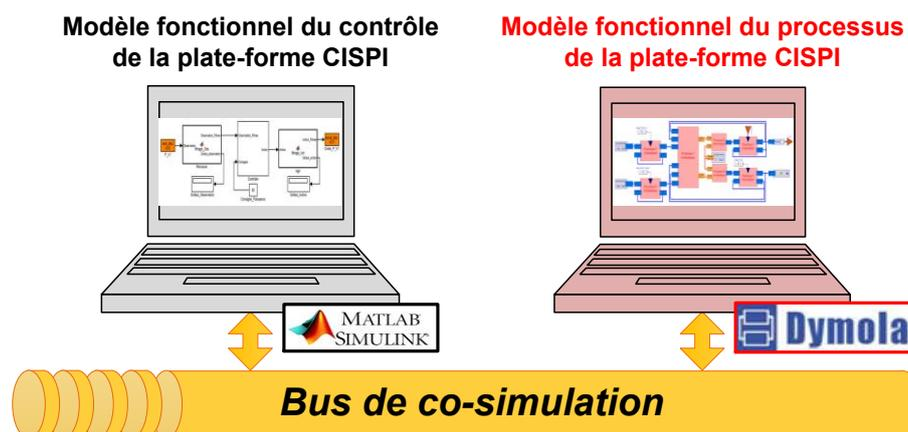 Modèle fonctionnel du contrôle
de la plate-forme CISPI
Modèle fonctionnel du processus
de la plate-forme CISPI
MATLAB
SIMULINK
Dymola
Bus de co-simulation